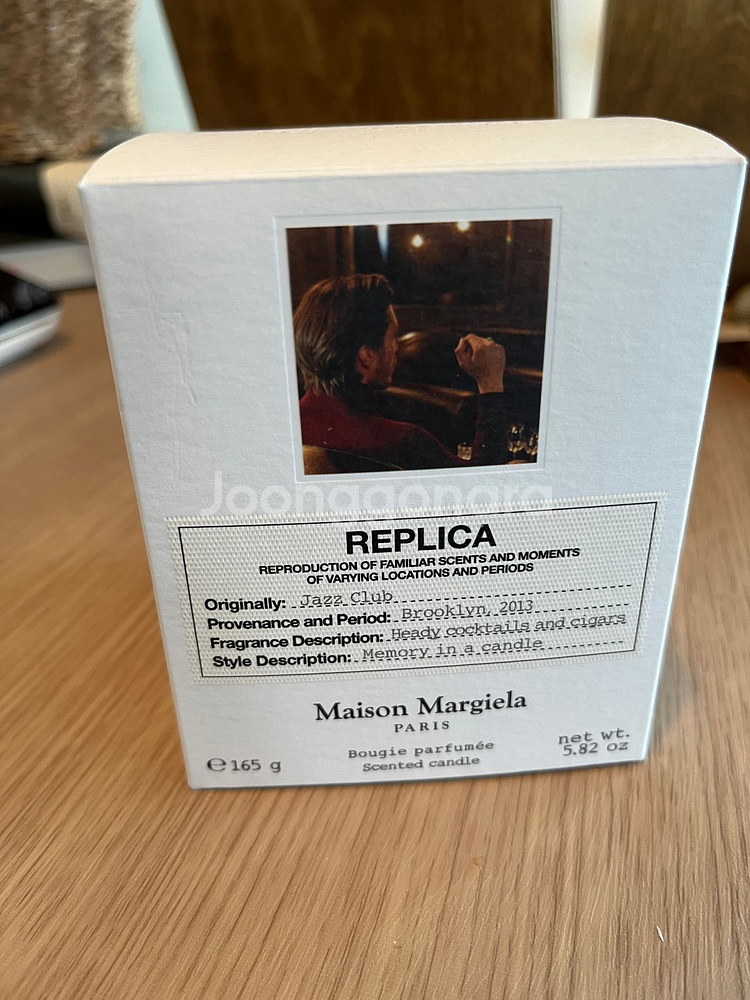 Joonggonara
REPLICA
REPRODUCTION OF FAMILIAR SCENTS AND MOMENTS
OF VARYING LOCATIONS AND PERIODS
Originally: Jazz Club
Provenance and Period: Brooklyn, 2013
Fragrance Description: Heady cocktails and cigars
Style Description: Memory in a candle
Maison Margiela
PARIS
Bougie parfumée
Scented candle
℮ 165 g
net wt.
5.82 oz